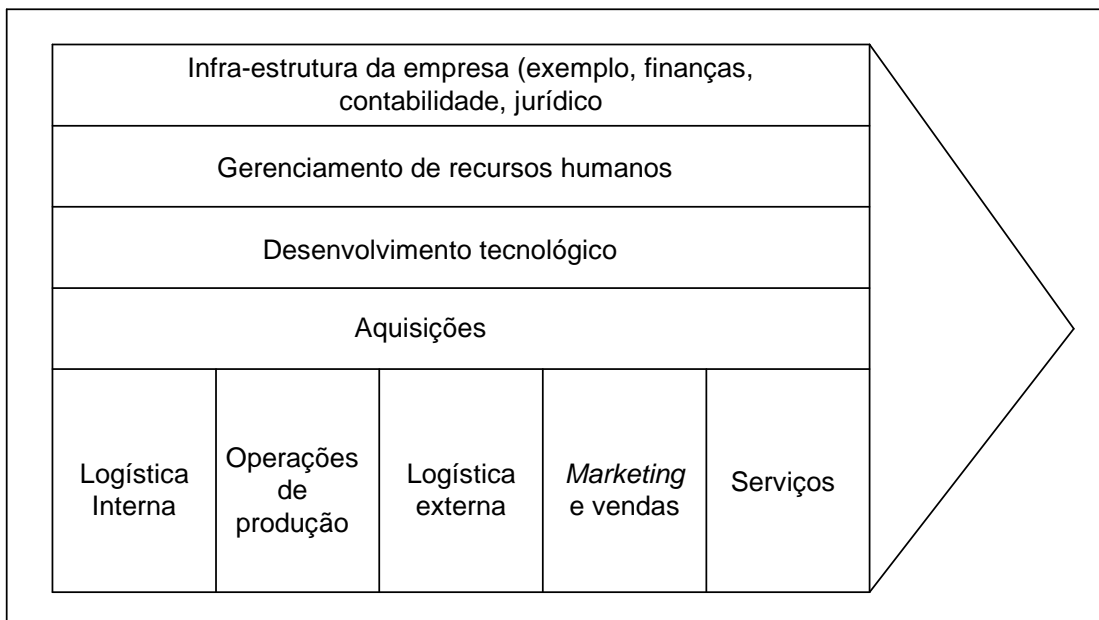 Infra-estrutura da empresa (exemplo, finanças,
contabilidade, jurídico
Gerenciamento de recursos humanos
Desenvolvimento tecnológico
Aquisições
Logística
Interna
Operações
de
produção
Logística
externa
Marketing
e vendas
Serviços